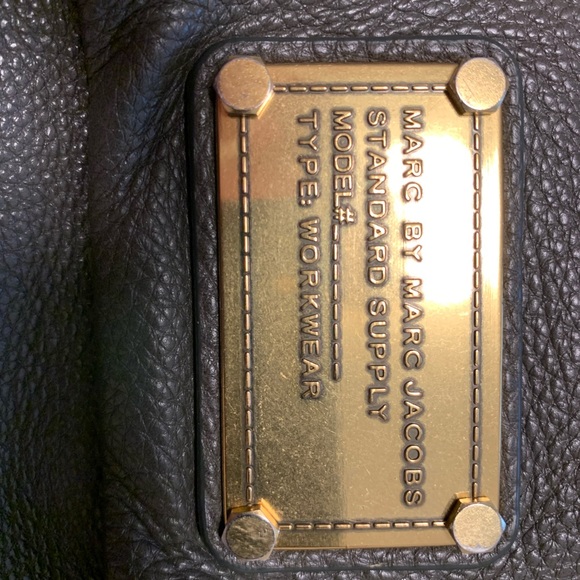 MARC BY MARC JACOBS
STANDARD SUPPLY
MODEL#----------
TYPE: WORKWEAR